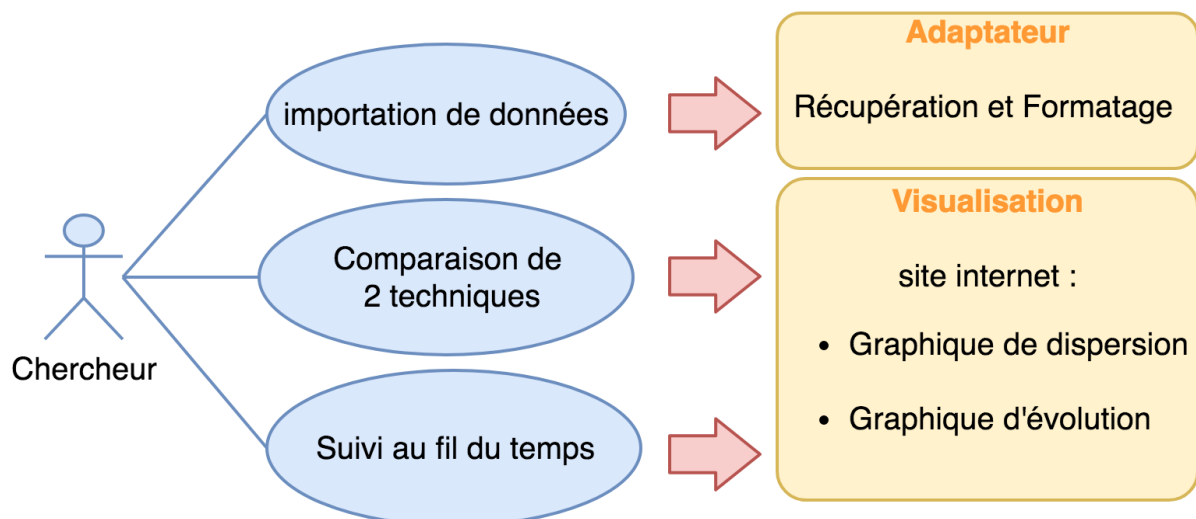 Adaptateur
importation de données
Récupération et Formatage
Visualisation
Comparaison de
2 techniques
site internet :
Chercheur
• Graphique de dispersion
• Graphique d'évolution
Suivi au fil du temps